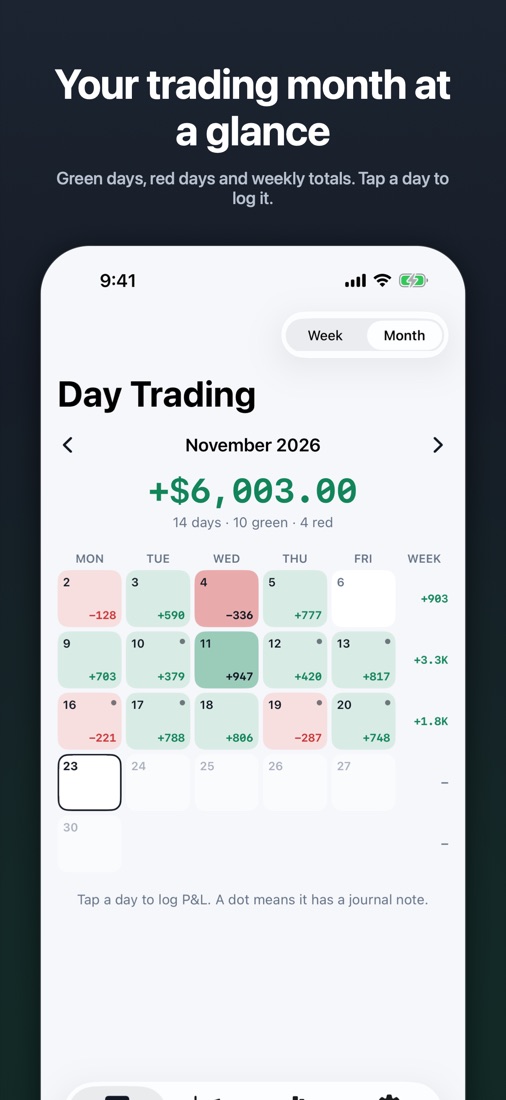 Your trading month at
a glance
Green days, red days and weekly totals. Tap a day to
log it.
9:41
Week Month
Day Trading
November 2026
+$6,003.00
14 days · 10 green · 4 red
MON TUE WED THU FRI WEEK
2 3 4 5 6
−128 +590 −336 +777 +903
9 10 11 12 13
+703 +379 +947 +420 +817 +3.3K
16 17 18 19 20
−221 +788 +806 −287 +748 +1.8K
23 24 25 26 27 –
30 –
Tap a day to log P&L. A dot means it has a journal note.